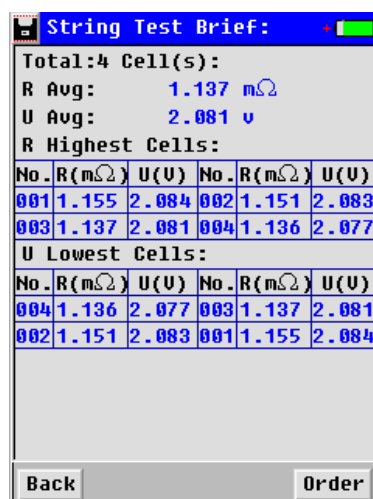 String Test Brief:
Total:4 Cell(s):
R Avg: 1.137 mΩ
U Avg: 2.081 v
R Highest Cells:
No. R(mΩ) U(V) No. R(mΩ) U(V)
001 1.155 2.084 002 1.151 2.083
003 1.137 2.081 004 1.136 2.077
U Lowest Cells:
No. R(mΩ) U(V) No. R(mΩ) U(V)
004 1.136 2.077 003 1.137 2.081
002 1.151 2.083 001 1.155 2.084
Back Order